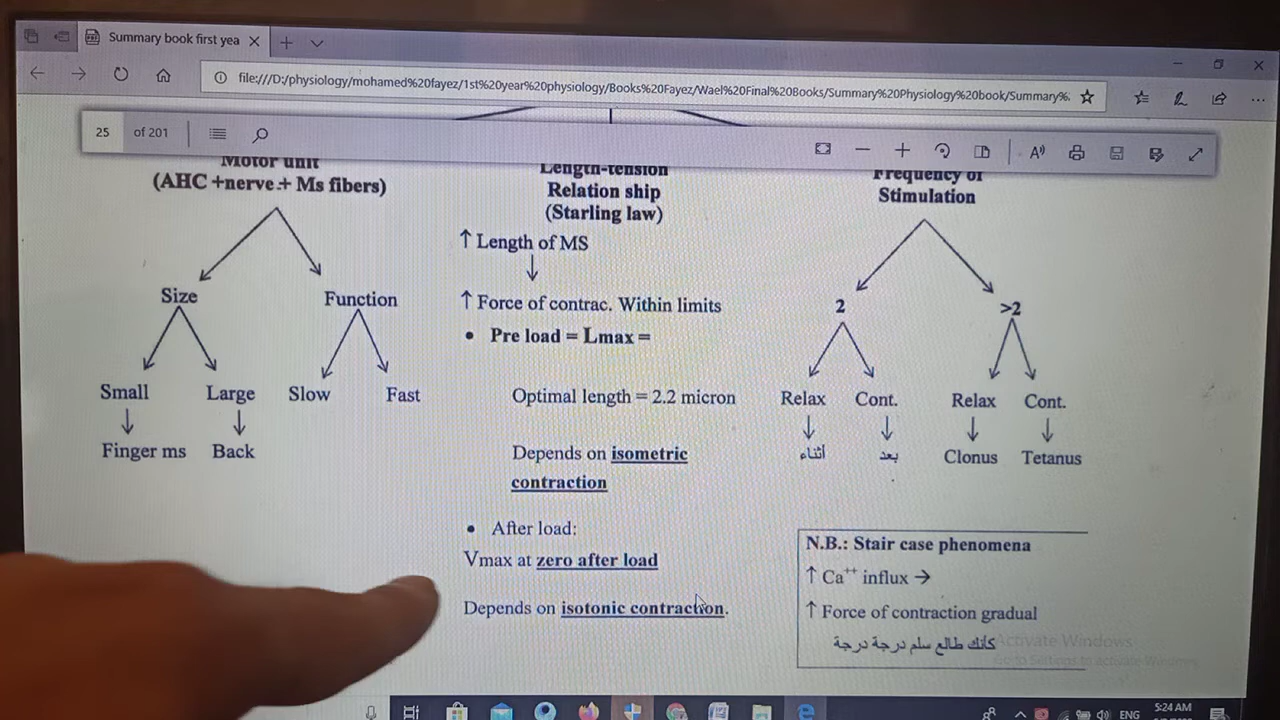 Summary book first yea
file:///D:/physiology/mohamed%20fayez/1st%20year%20physiology/Books%20Fayez/Wael%20Final%20Books/Summary%20Physiology%20book/Summary%.
25 of 201
Motor unit
(AHC +nerve + Ms fibers)
Size
Function
Small
Large
Slow
Fast
↓
↓
Finger ms
Back
Length-tension
Relation ship
(Starling law)
↑ Length of MS
↓
↑ Force of contrac. Within limits
• Pre load = Lmax =
Optimal length = 2.2 micron
Depends on isometric
contraction
• After load:
Vmax at zero after load
Depends on isotonic contraction.
Frequency of
Stimulation
2
>2
Relax
Cont.
Relax
Cont.
↓
↓
↓
↓
أثناء
بعد
Clonus
Tetanus
N.B.: Stair case phenomena
↑ Ca⁺⁺ influx →
↑ Force of contraction gradual
كأنك طالع سلم درجة درجة
Activate Windows
Go to Settings to activate Windows.
ENG
5:24 AM